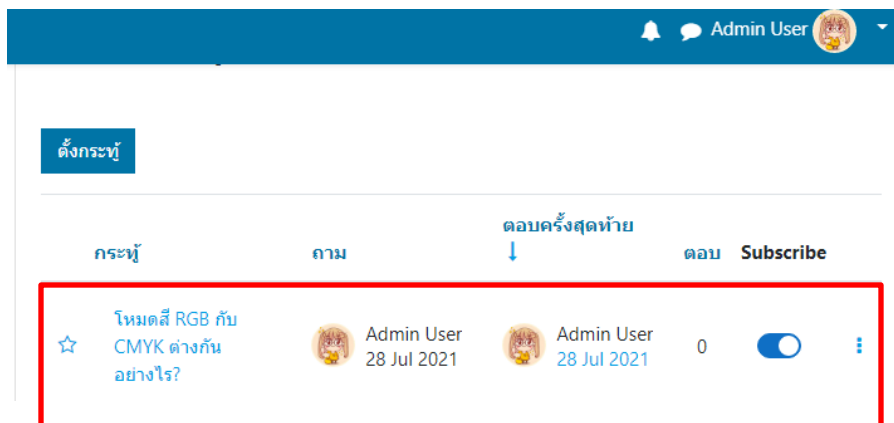 Admin User
ตั้งกระทู้
กระทู้ ถาม ตอบครั้งสุดท้าย ↓ ตอบ Subscribe
โหมดสี RGB กับ
CMYK ต่างกัน
อย่างไร?
Admin User
28 Jul 2021
Admin User
28 Jul 2021
0